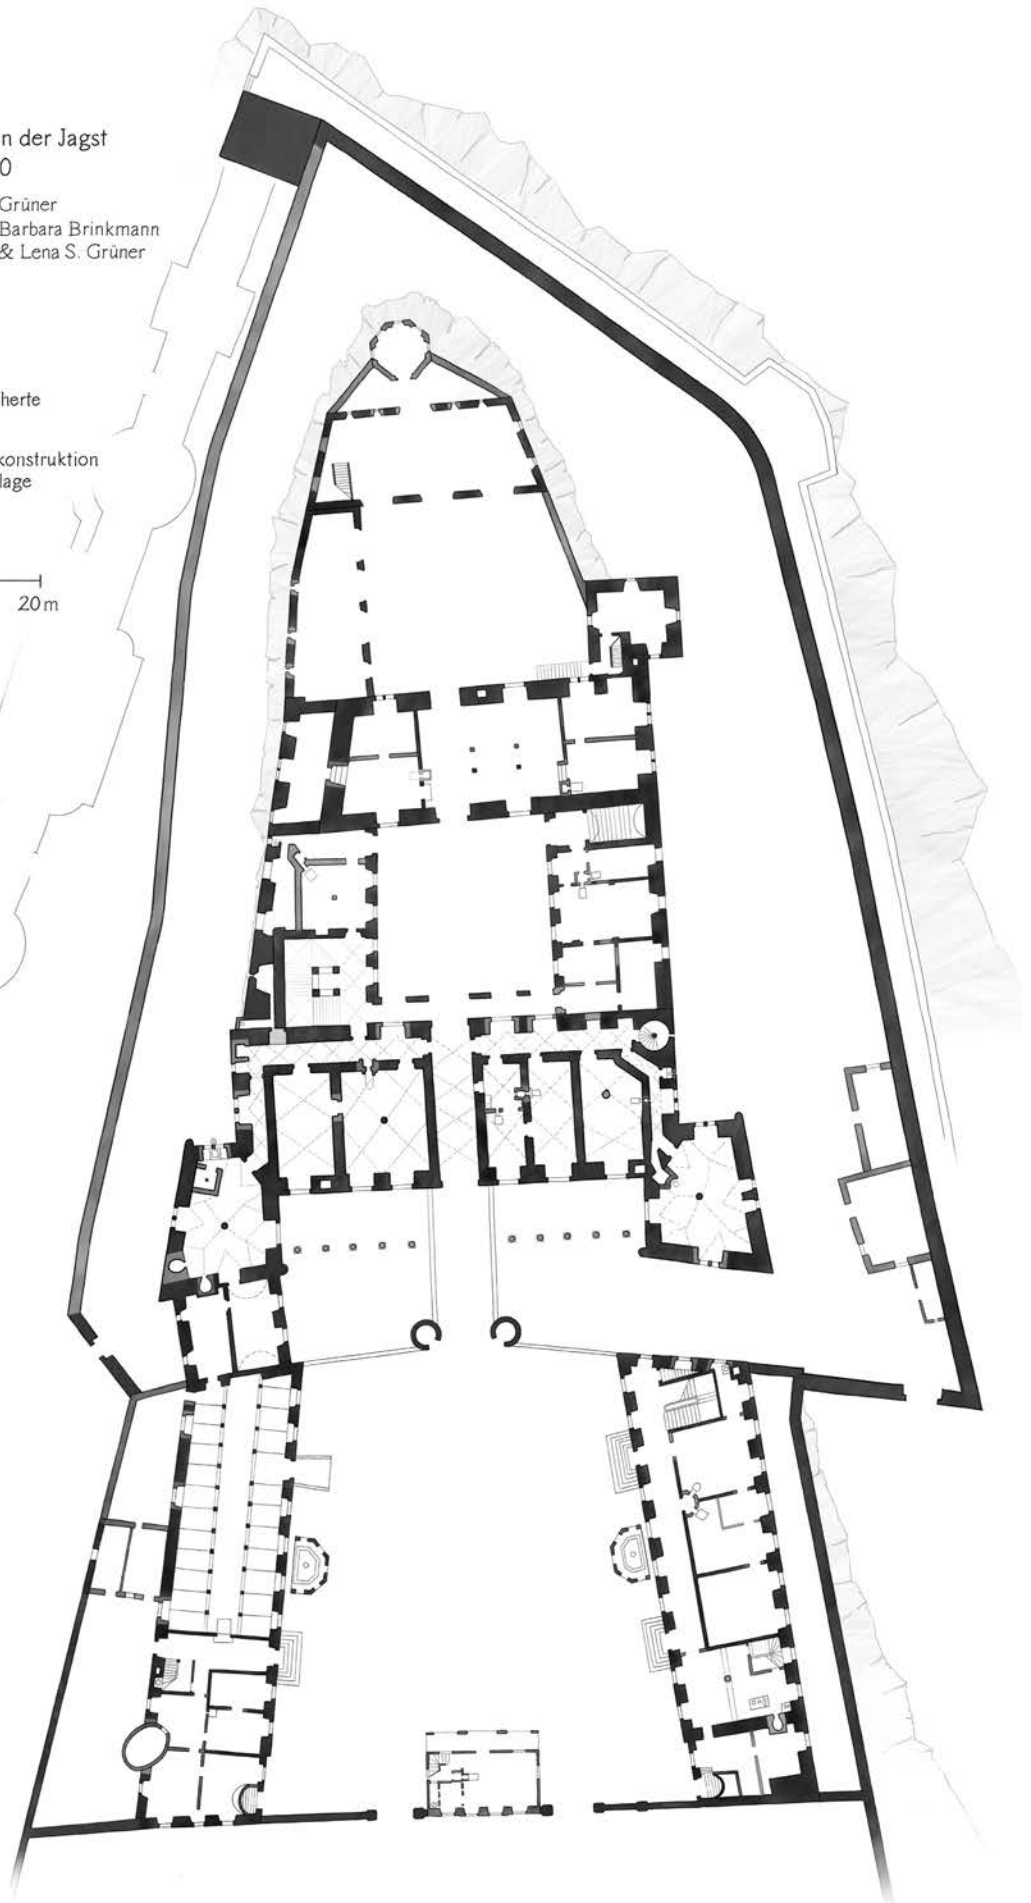 n der Jagst
0
Grüner
Barbara Brinkmann
& Lena S. Grüner
herte
konstruktion
lage
20 m